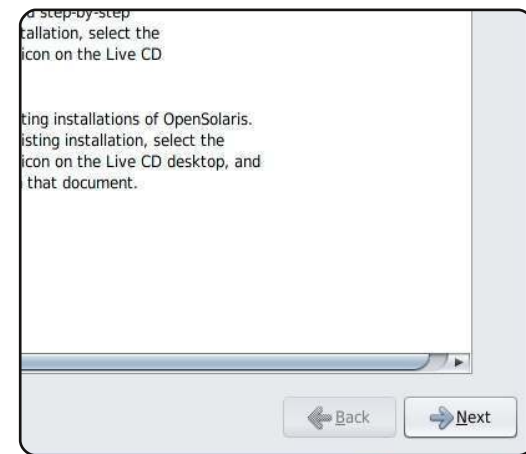 a step-by-step
tallation, select the
icon on the Live CD
ting installations of OpenSolaris.
isting installation, select the
icon on the Live CD desktop, and
that document.
Back
Next